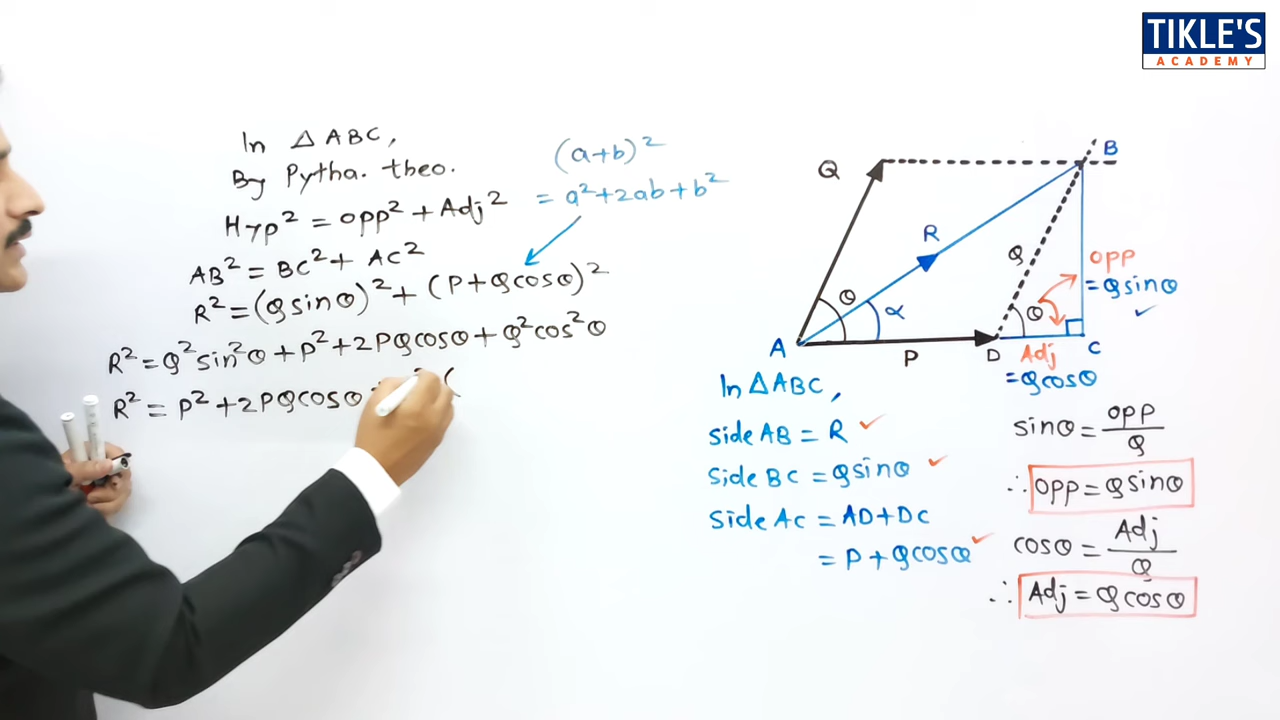 TIKLE'S
ACADEMY
In △ABC,
By Pytha. theo.
Hyp² = opp² + Adj²
AB² = BC² + AC²
R² = (Q sinθ)² + (P + Q cosθ)²
R² = Q² sin²θ + P² + 2PQ cosθ + Q² cos²θ
R² = P² + 2PQ cosθ
(a+b)²
= a² + 2ab + b²
Q
B
R
Q
opp
= Q sinθ
θ
α
θ
A
P
D
Adj
C
= Q cosθ
In △ABC,
side AB = R
side BC = Q sinθ
side AC = AD + DC
= P + Q cosθ
sinθ = opp/Q
∴ opp = Q sinθ
cosθ = Adj/Q
∴ Adj = Q cosθ